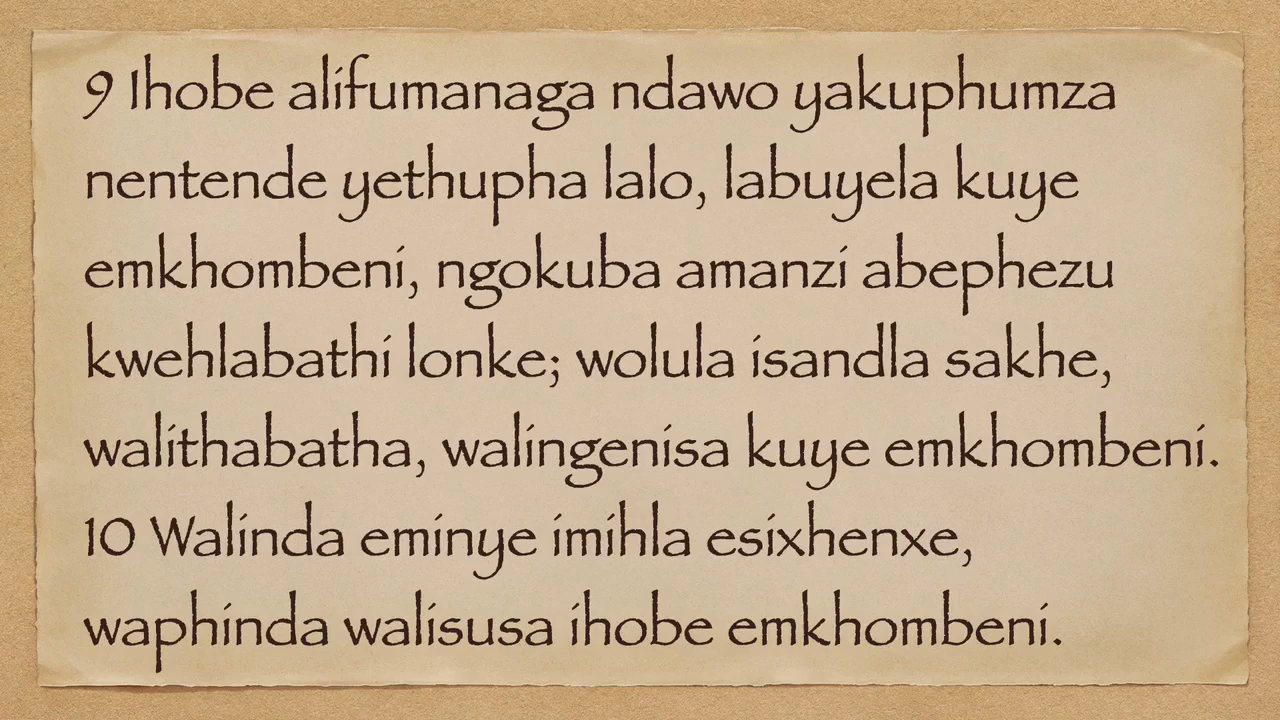 9 Ihobe alifumanaga ndawo yakuphumza
nentende yethupha lalo, labuyela kuye
emkhombeni, ngokuba amanzi abephezu
kwehlabathi lonke; wolula isandla sakhe,
walithabatha, walingenisa kuye emkhombeni.
10 Walinda eminye imihla esixhenxe,
waphinda walisusa ihobe emkhombeni.